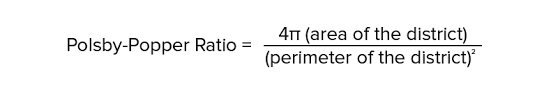 Polsby-Popper Ratio = 4π (area of the district)
(perimeter of the district)²